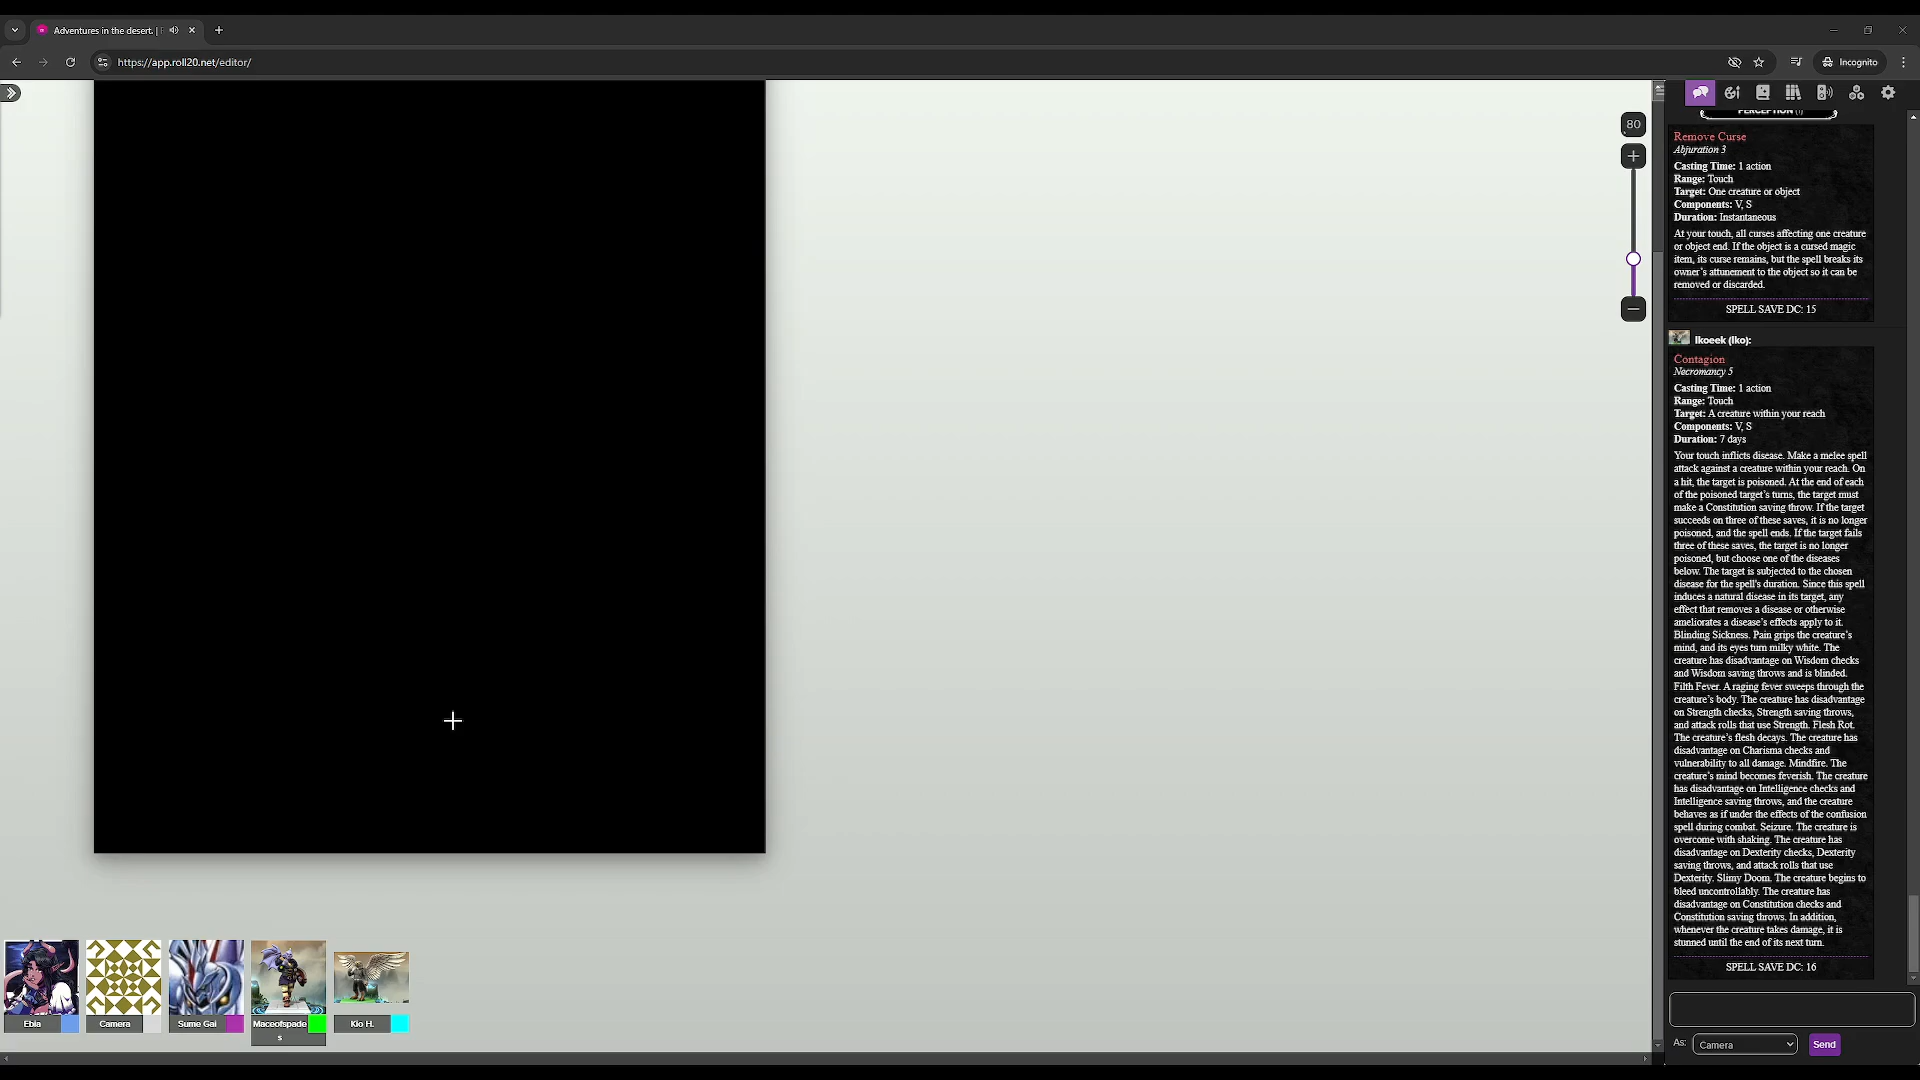 Adventures in the desert. |
https://app.roll20.net/editor/
Incognito
80
PERCEPTION (1)
Remove Curse
Abjuration 3
Casting Time: 1 action
Range: Touch
Target: One creature or object
Components: V, S
Duration: Instantaneous
At your touch, all curses affecting one creature
or object end. If the object is a cursed magic
item, its curse remains, but the spell breaks its
owner's attunement to the object so it can be
removed or discarded.
SPELL SAVE DC: 15
Ikoeek (Iko):
Contagion
Necromancy 5
Casting Time: 1 action
Range: Touch
Target: A creature within your reach
Components: V, S
Duration: 7 days
Your touch inflicts disease. Make a melee spell
attack against a creature within your reach. On
a hit, the target is poisoned. At the end of each
of the poisoned target's turns, the target must
make a Constitution saving throw. If the target
succeeds on three of these saves, it is no longer
poisoned, and the spell ends. If the target fails
three of these saves, the target is no longer
poisoned, but choose one of the diseases
below. The target is subjected to the chosen
disease for the spell's duration. Since this spell
induces a natural disease in its target, any
effect that removes a disease or otherwise
ameliorates a disease's effects apply to it.
Blinding Sickness. Pain grips the creature's
mind, and its eyes turn milky white. The
creature has disadvantage on Wisdom checks
and Wisdom saving throws and is blinded.
Filth Fever. A raging fever sweeps through the
creature's body. The creature has disadvantage
on Strength checks, Strength saving throws,
and attack rolls that use Strength. Flesh Rot.
The creature's flesh decays. The creature has
disadvantage on Charisma checks and
vulnerability to all damage. Mindfire. The
creature's mind becomes feverish. The creature
has disadvantage on Intelligence checks and
Intelligence saving throws, and the creature
behaves as if under the effects of the confusion
spell during combat. Seizure. The creature is
overcome with shaking. The creature has
disadvantage on Dexterity checks, Dexterity
saving throws, and attack rolls that use
Dexterity. Slimy Doom. The creature begins to
bleed uncontrollably. The creature has
disadvantage on Constitution checks and
Constitution saving throws. In addition,
whenever the creature takes damage, it is
stunned until the end of its next turn.
SPELL SAVE DC: 16
Ebia
Camera
Sume Gai
Maceofspade
s
Kio H.
As:
Camera
Send